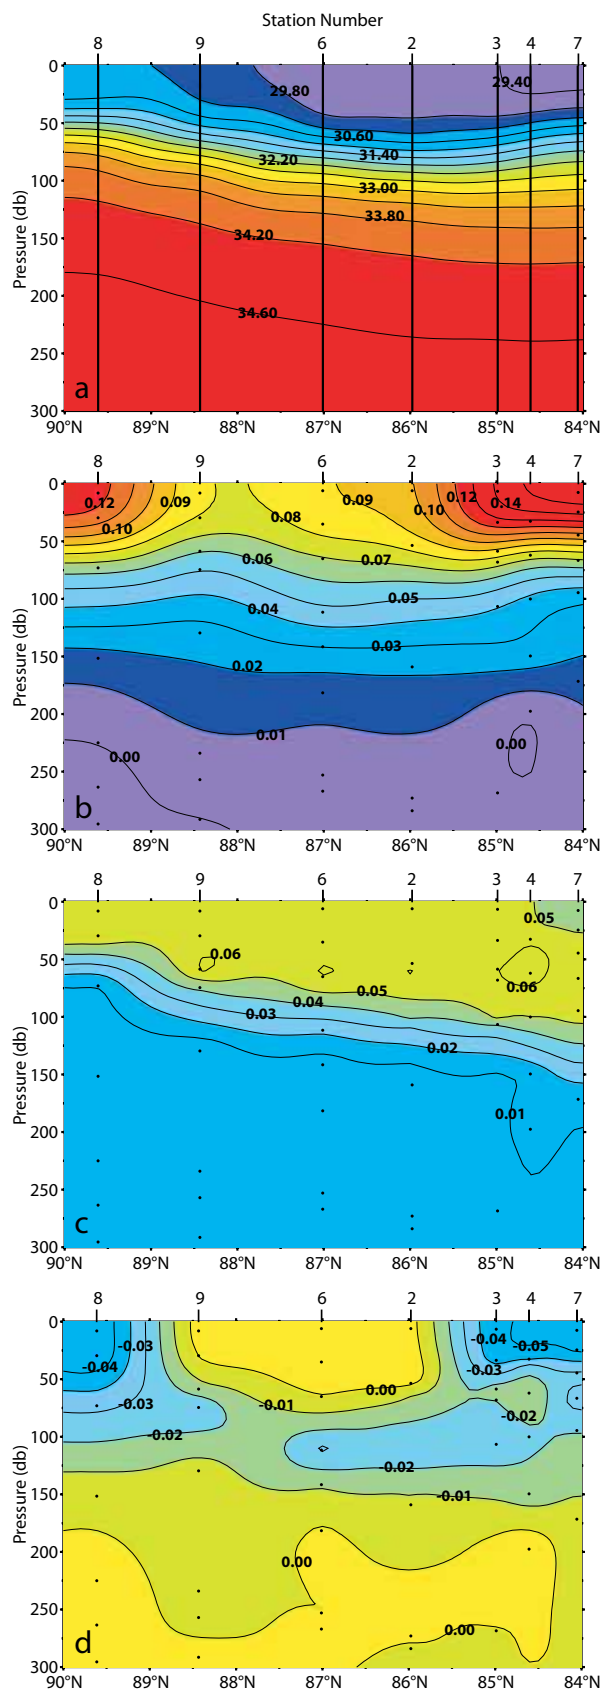 Station Number
8 9 6 2 3 4 7
0
29.40
29.80
50
30.60
31.40
32.20
100
33.00
33.80
150
34.20
Pressure (db)
200
34.60
250
a
300
90°N 89°N 88°N 87°N 86°N 85°N 84°N
8 9 6 2 3 4 7
0
0.12 0.09 0.09 0.12 0.14
0.10 0.08 0.10
50
0.06 0.07
100
0.04 0.05
0.03
150
0.02
Pressure (db)
200
0.01
0.00 0.00
250
b
300
90°N 89°N 88°N 87°N 86°N 85°N 84°N
8 9 6 2 3 4 7
0
0.05
50
0.06
0.05 0.06
0.04
100
0.03
0.02
150
0.01
Pressure (db)
200
250
c
300
90°N 89°N 88°N 87°N 86°N 85°N 84°N
8 9 6 2 3 4 7
0
-0.03 -0.04 -0.05
-0.04 -0.03
50
0.00
-0.03 -0.01 -0.02
100
-0.02
-0.02
150
-0.01
Pressure (db)
200
0.00
250
0.00
d
300
90°N 89°N 88°N 87°N 86°N 85°N 84°N